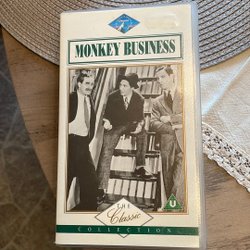 MONKEY BUSINESS
U
THE
Classic
COLLECTION